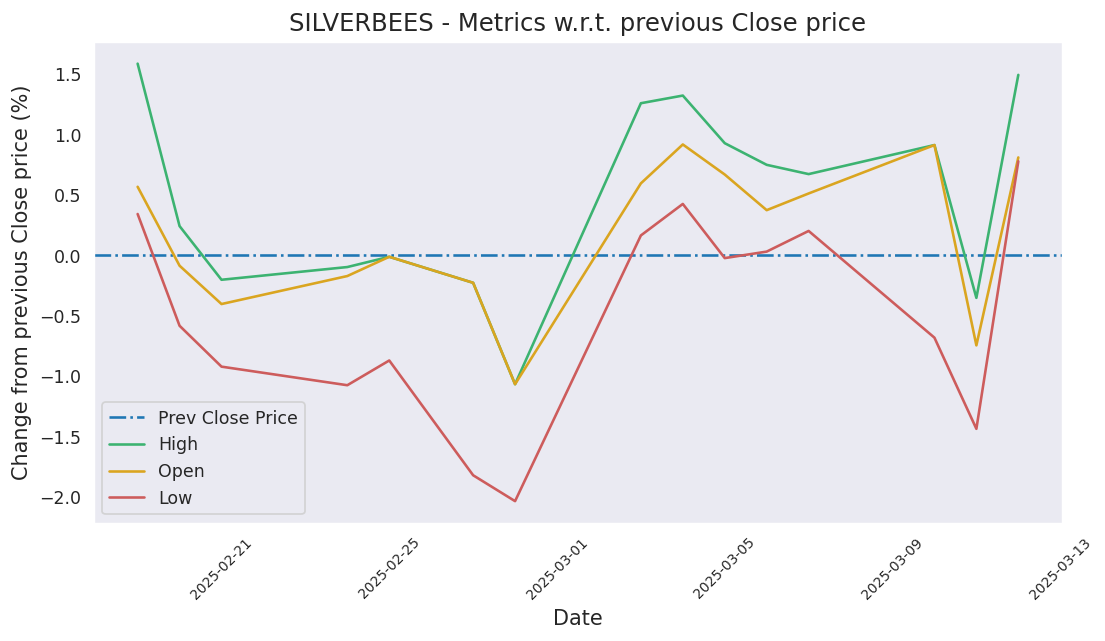 SILVERBEES - Metrics w.r.t. previous Close price
Change from previous Close price (%)
1.5
1.0
0.5
0.0
−0.5
−1.0
−1.5
−2.0
Prev Close Price
High
Open
Low
2025-02-21
2025-02-25
2025-03-01
2025-03-05
2025-03-09
2025-03-13
Date